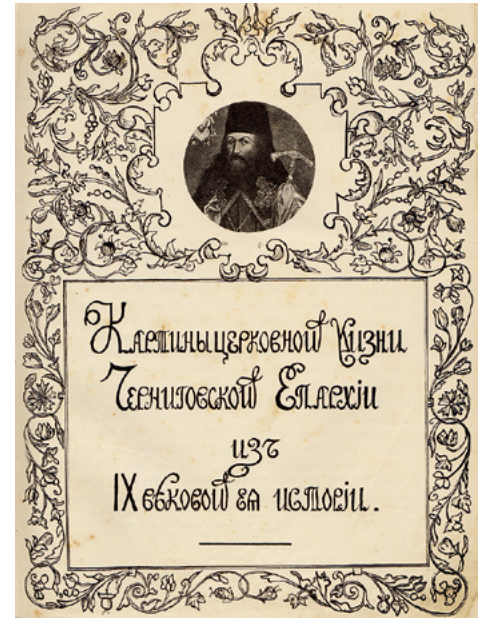 Картины церковной жизни
Черниговской Епархіи
изъ
IX вѣковой ея исторіи.